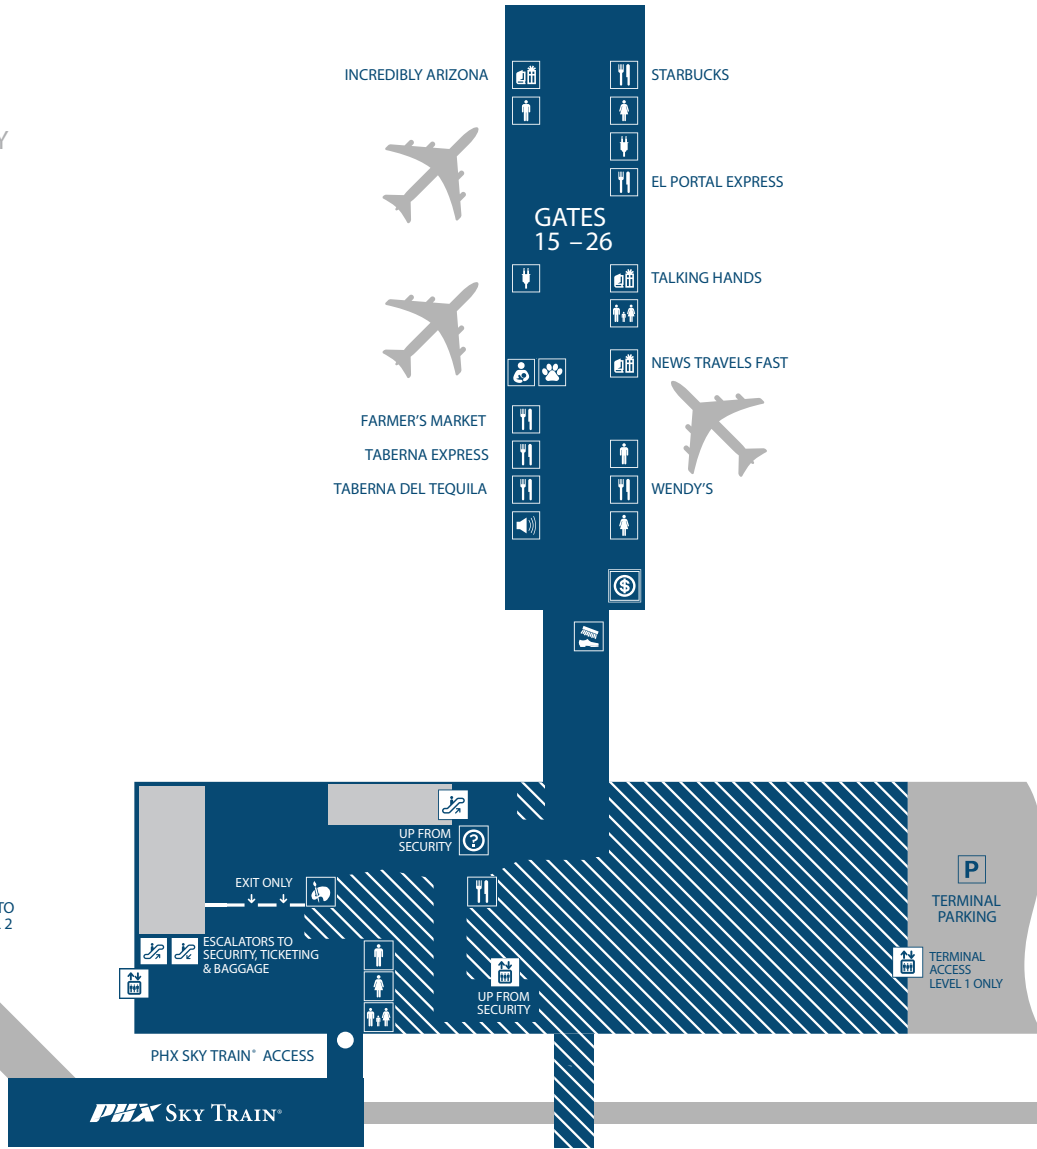 INCREDIBLY ARIZONA
STARBUCKS
Y
EL PORTAL EXPRESS
GATES
15 – 26
TALKING HANDS
NEWS TRAVELS FAST
FARMER'S MARKET
TABERNA EXPRESS
TABERNA DEL TEQUILA
WENDY'S
$
UP FROM
SECURITY
?
EXIT ONLY
P
TERMINAL
PARKING
TO
2
ESCALATORS TO
SECURITY, TICKETING
& BAGGAGE
TERMINAL
ACCESS
LEVEL 1 ONLY
UP FROM
SECURITY
PHX SKY TRAIN® ACCESS
PHX SKY TRAIN®